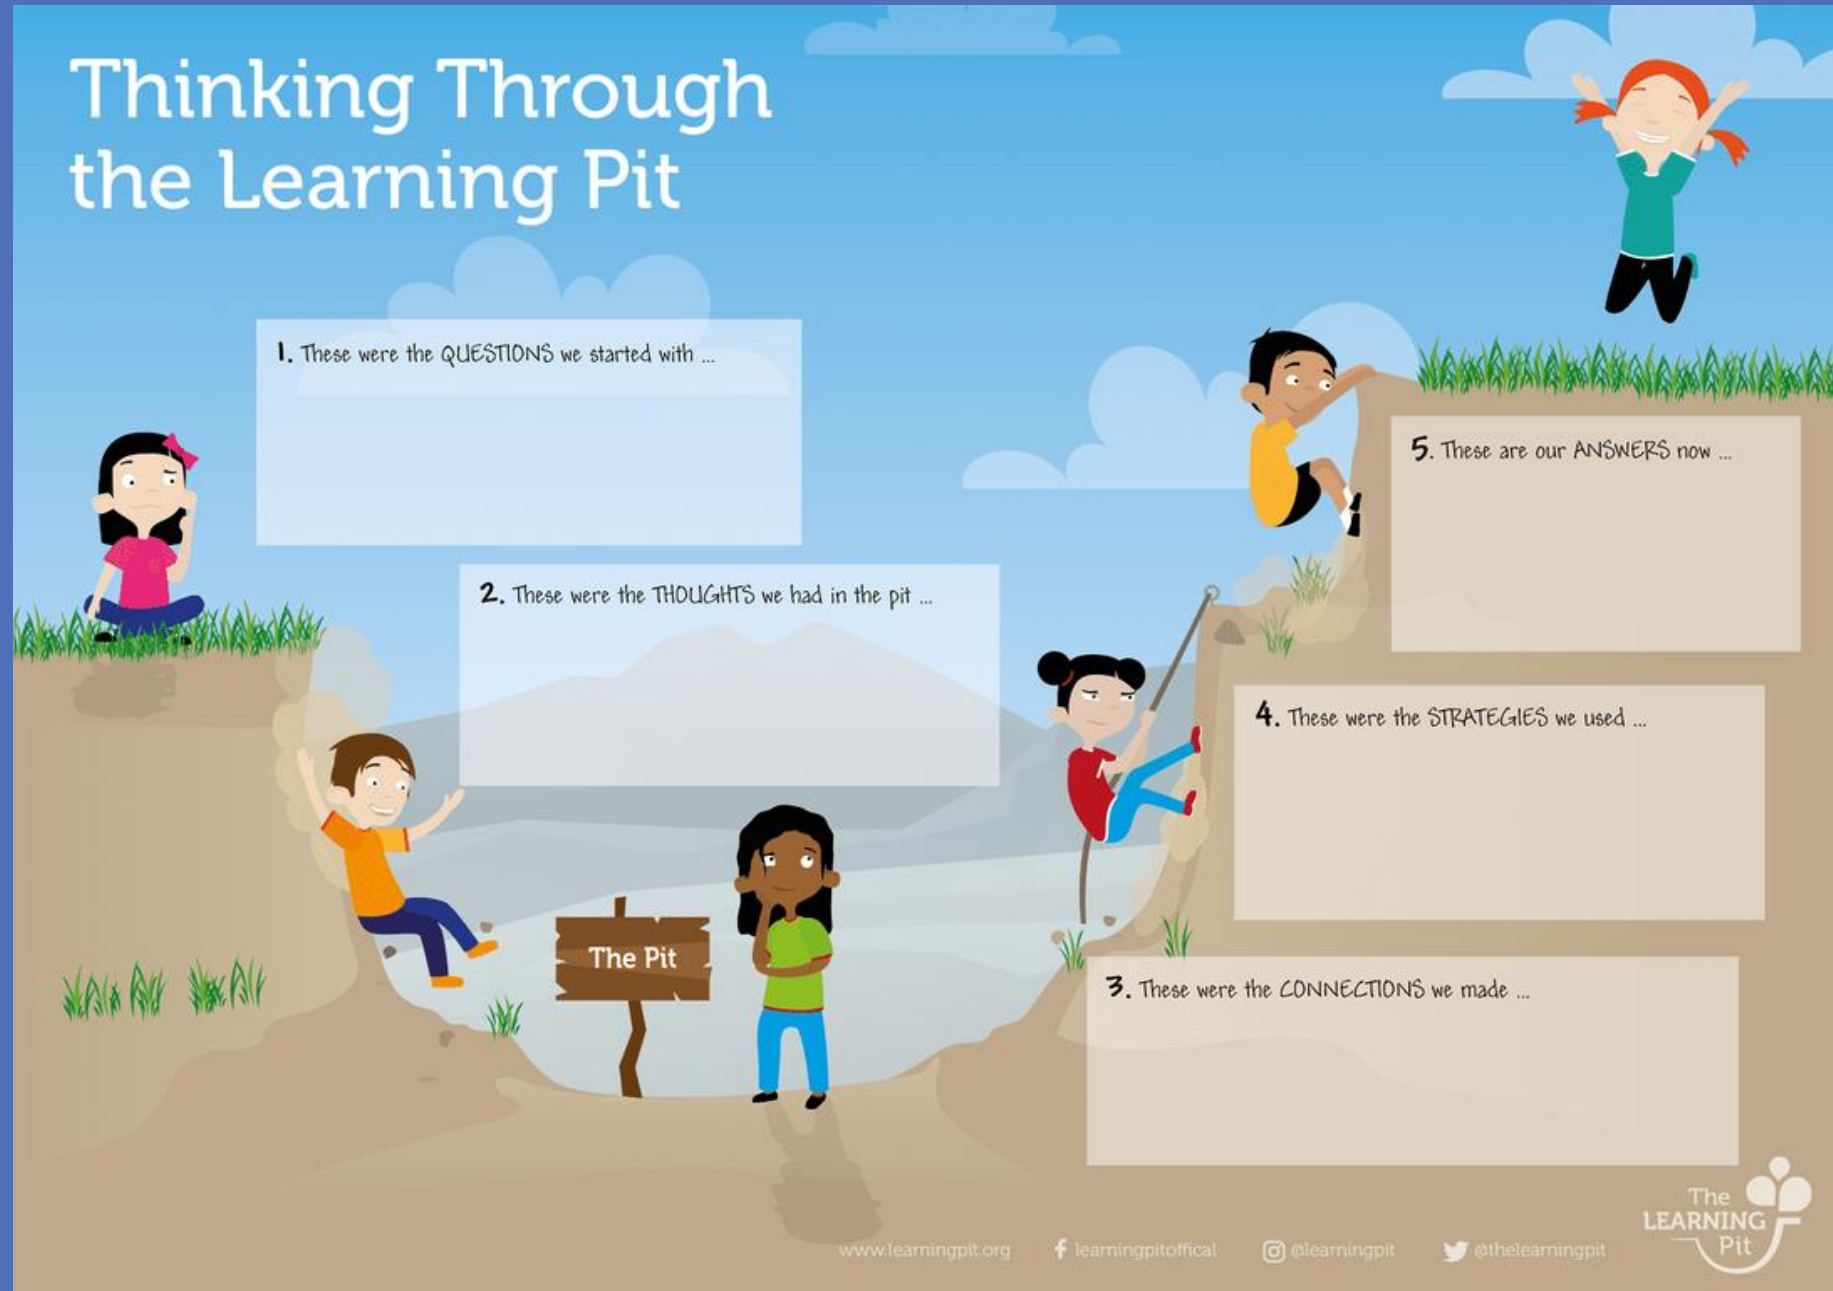 Thinking Through
the Learning Pit
1. These were the QUESTIONS we started with ...
2. These were the THOUGHTS we had in the pit ...
5. These are our ANSWERS now ...
4. These were the STRATEGIES we used ...
The Pit
3. These were the CONNECTIONS we made ...
www.learningpit.org
learningpitoffical
@learningpit
@thelearningpit
The
LEARNING
Pit